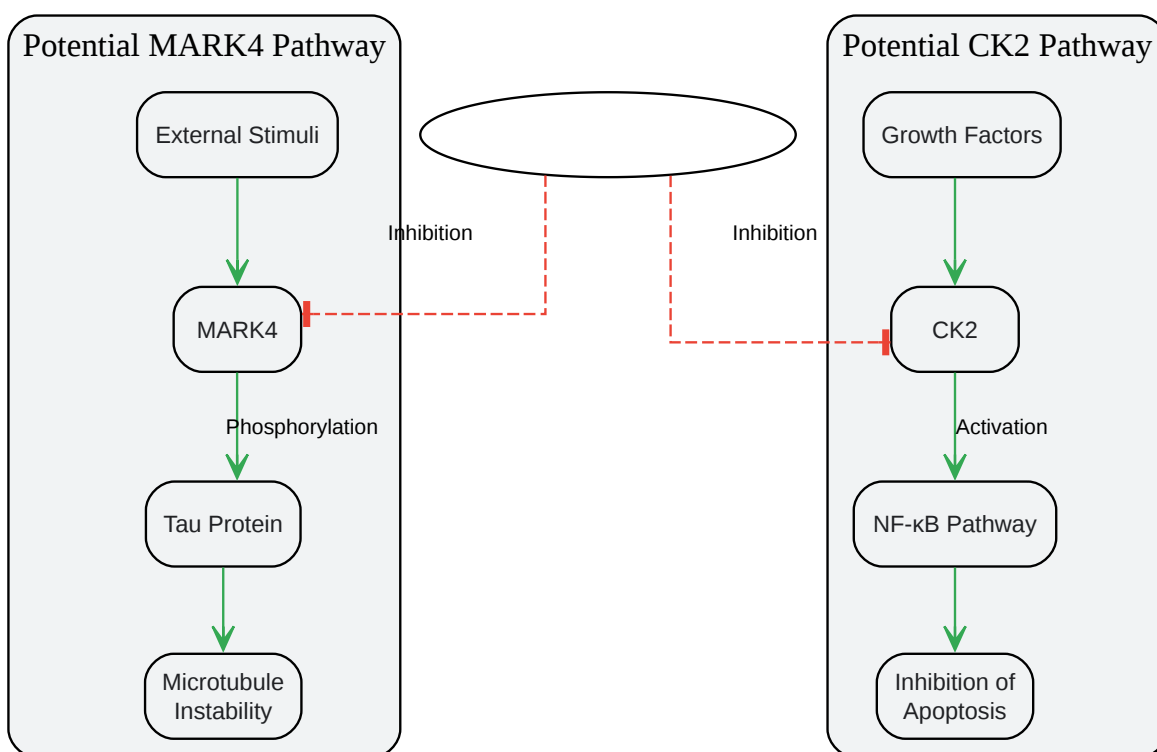 Potential MARK4 Pathway
External Stimuli
Inhibition
MARK4
Phosphorylation
Tau Protein
Microtubule
Instability
Potential CK2 Pathway
Growth Factors
Inhibition
CK2
Activation
NF-κB Pathway
Inhibition of
Apoptosis